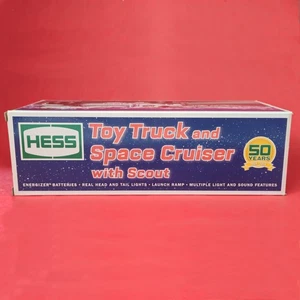 HESS
Toy Truck and
Space Cruiser
with Scout
50
YEARS
ENERGIZER® BATTERIES • REAL HEAD AND TAIL LIGHTS • LAUNCH RAMP • MULTIPLE LIGHT AND SOUND FEATURES